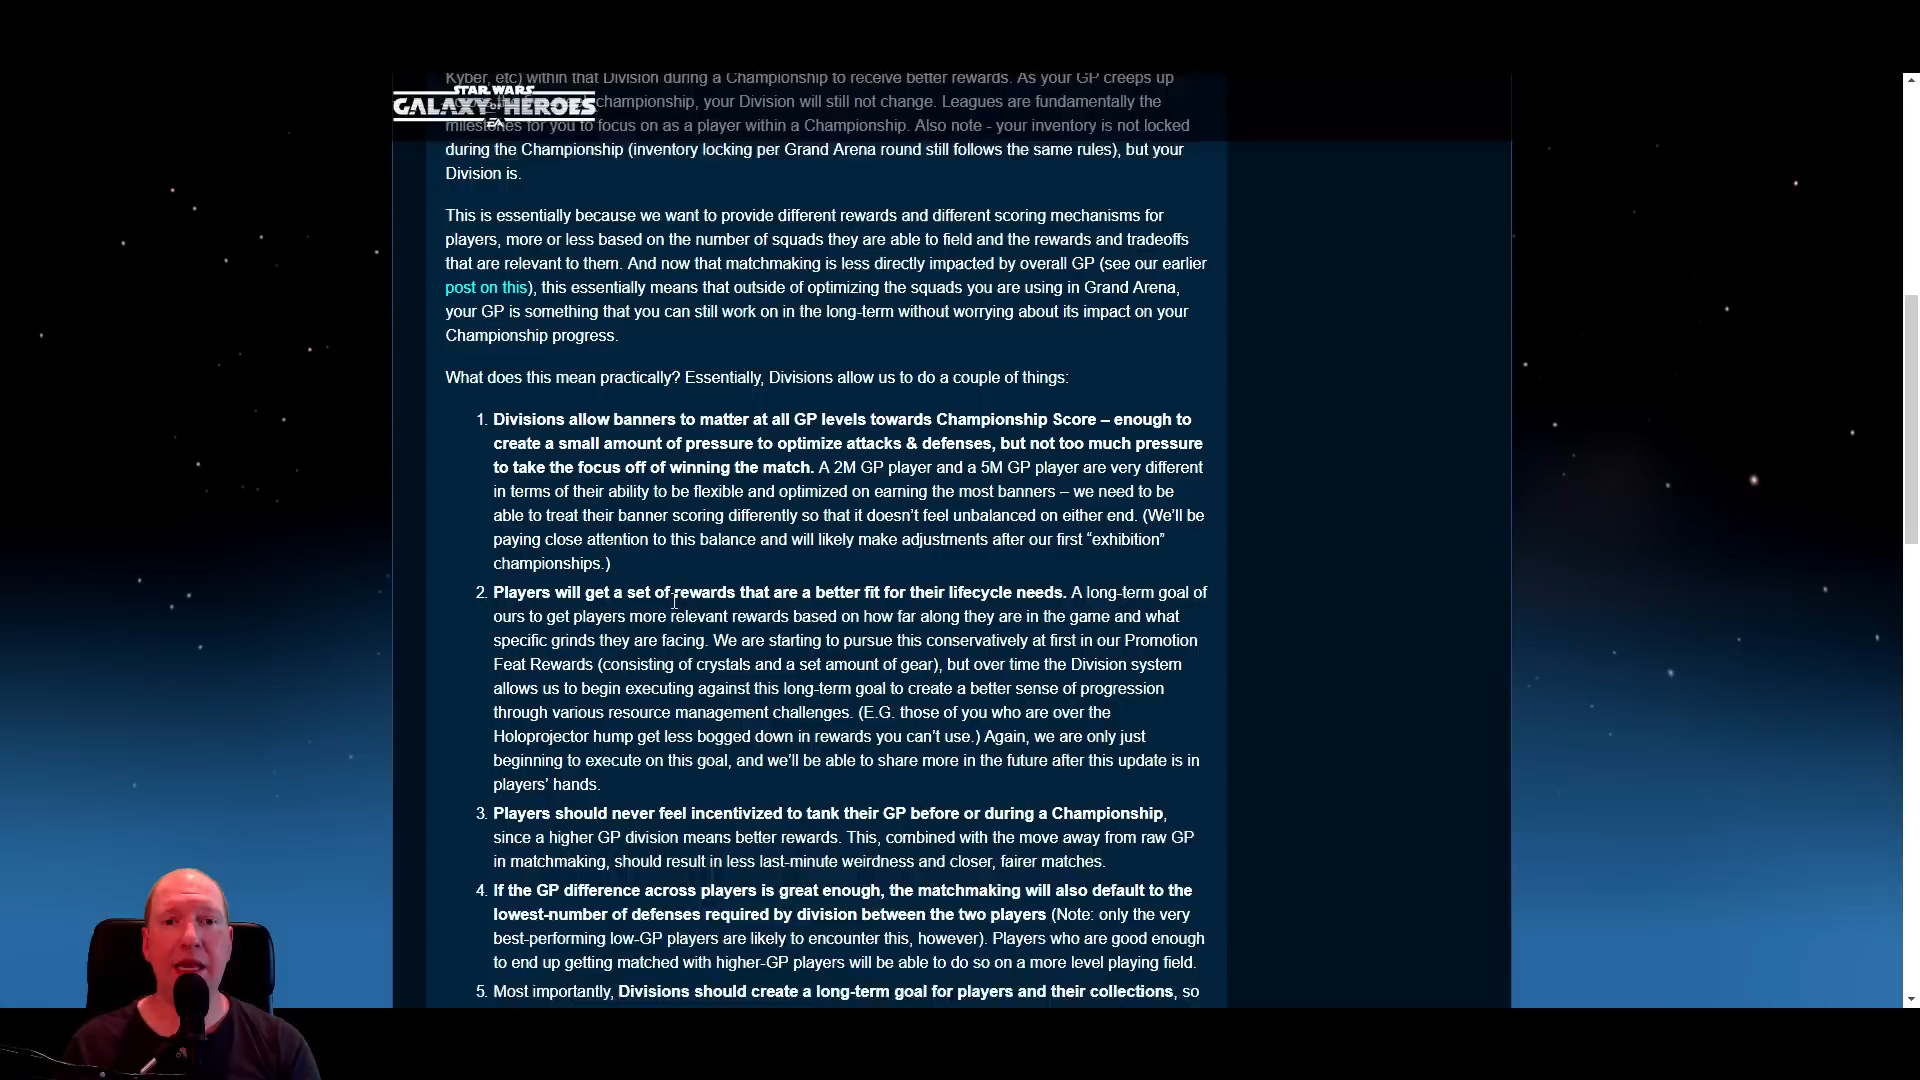 Kyber, etc) within that Division during a Championship to receive better rewards. As your GP creeps up
STAR WARS
GALAXY OF HEROES
EA
championship, your Division will still not change. Leagues are fundamentally the
milestones for you to focus on as a player within a Championship. Also note - your inventory is not locked
during the Championship (inventory locking per Grand Arena round still follows the same rules), but your
Division is.
This is essentially because we want to provide different rewards and different scoring mechanisms for
players, more or less based on the number of squads they are able to field and the rewards and tradeoffs
that are relevant to them. And now that matchmaking is less directly impacted by overall GP (see our earlier
post on this), this essentially means that outside of optimizing the squads you are using in Grand Arena,
your GP is something that you can still work on in the long-term without worrying about its impact on your
Championship progress.
What does this mean practically? Essentially, Divisions allow us to do a couple of things:
1. Divisions allow banners to matter at all GP levels towards Championship Score – enough to
create a small amount of pressure to optimize attacks & defenses, but not too much pressure
to take the focus off of winning the match. A 2M GP player and a 5M GP player are very different
in terms of their ability to be flexible and optimized on earning the most banners – we need to be
able to treat their banner scoring differently so that it doesn’t feel unbalanced on either end. (We’ll be
paying close attention to this balance and will likely make adjustments after our first “exhibition”
championships.)
2. Players will get a set of rewards that are a better fit for their lifecycle needs. A long-term goal of
ours to get players more relevant rewards based on how far along they are in the game and what
specific grinds they are facing. We are starting to pursue this conservatively at first in our Promotion
Feat Rewards (consisting of crystals and a set amount of gear), but over time the Division system
allows us to begin executing against this long-term goal to create a better sense of progression
through various resource management challenges. (E.G. those of you who are over the
Holoprojector hump get less bogged down in rewards you can’t use.) Again, we are only just
beginning to execute on this goal, and we’ll be able to share more in the future after this update is in
players’ hands.
3. Players should never feel incentivized to tank their GP before or during a Championship,
since a higher GP division means better rewards. This, combined with the move away from raw GP
in matchmaking, should result in less last-minute weirdness and closer, fairer matches.
4. If the GP difference across players is great enough, the matchmaking will also default to the
lowest-number of defenses required by division between the two players (Note: only the very
best-performing low-GP players are likely to encounter this, however). Players who are good enough
to end up getting matched with higher-GP players will be able to do so on a more level playing field.
5. Most importantly, Divisions should create a long-term goal for players and their collections, so